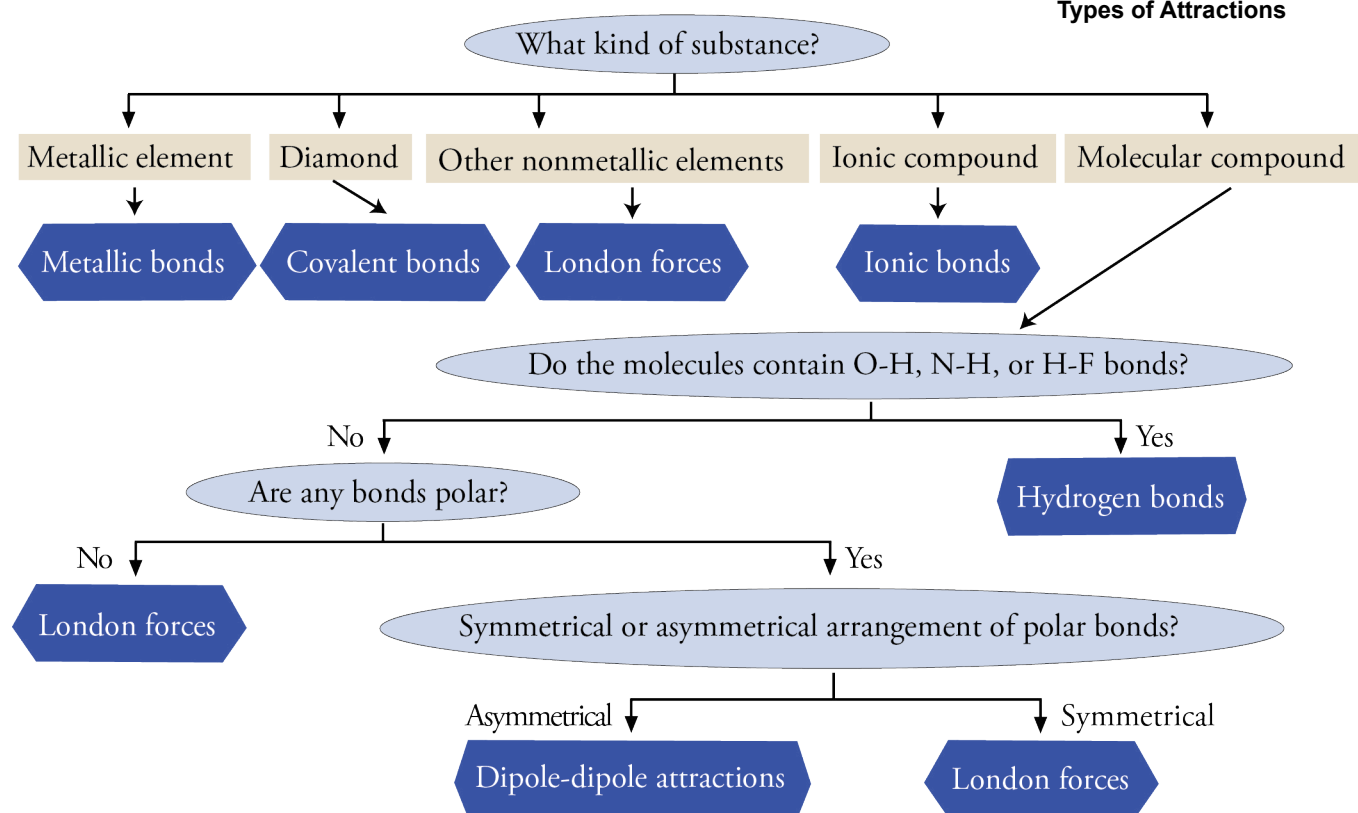 Types of Attractions
What kind of substance?
Metallic element
Diamond
Other nonmetallic elements
Ionic compound
Molecular compound
Metallic bonds
Covalent bonds
London forces
Ionic bonds
Do the molecules contain O-H, N-H, or H-F bonds?
No
Yes
Are any bonds polar?
Hydrogen bonds
No
Yes
London forces
Symmetrical or asymmetrical arrangement of polar bonds?
Asymmetrical
Symmetrical
Dipole-dipole attractions
London forces